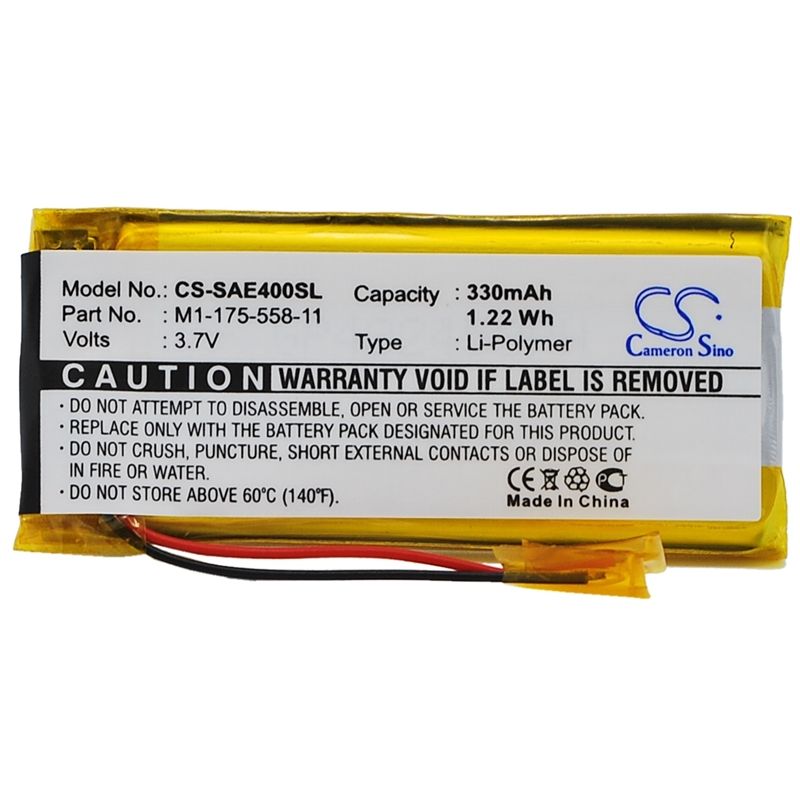 Model No.: CS-SAE400SL
Part No. : M1-175-558-11
Volts : 3.7V
Capacity : 330mAh
1.22 Wh
Type : Li-Polymer
CS
Cameron Sino
CAUTION WARRANTY VOID IF LABEL IS REMOVED
•DO NOT ATTEMPT TO DISASSEMBLE, OPEN OR SERVICE THE BATTERY PACK.
•REPLACE ONLY WITH THE BATTERY PACK DESIGNATED FOR THIS PRODUCT.
•DO NOT CRUSH, PUNCTURE, SHORT EXTERNAL CONTACTS OR DISPOSE OF
IN FIRE OR WATER.
•DO NOT STORE ABOVE 60°C (140°F).
CE
Made In China